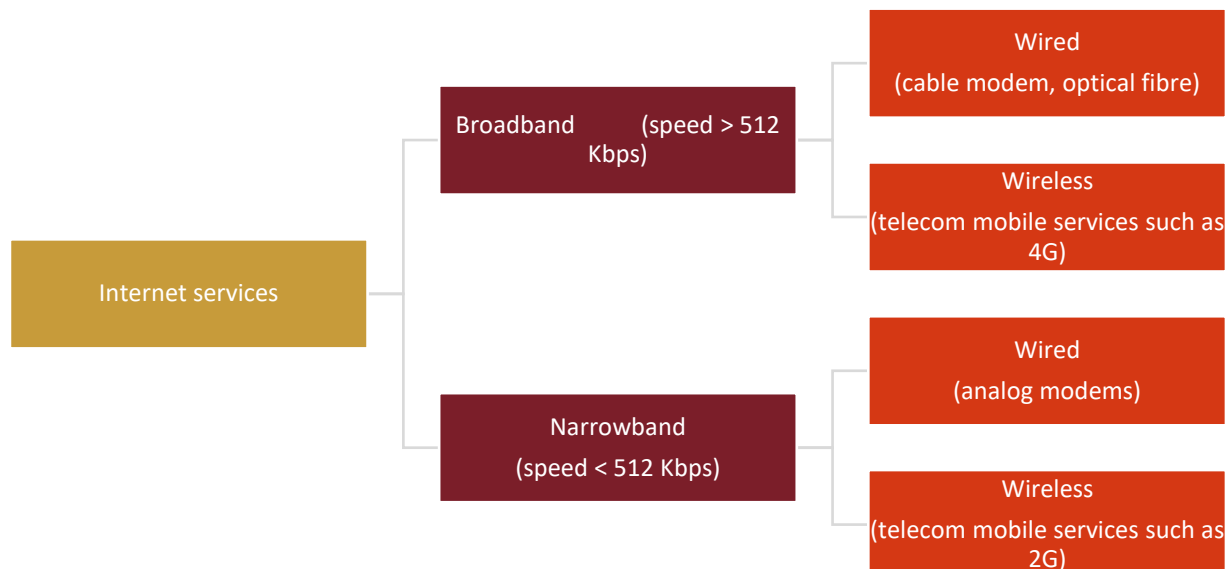 Internet services
Broadband (speed > 512
Kbps)
Narrowband
(speed < 512 Kbps)
Wired
(cable modem, optical fibre)
Wireless
(telecom mobile services such as
4G)
Wired
(analog modems)
Wireless
(telecom mobile services such as
2G)